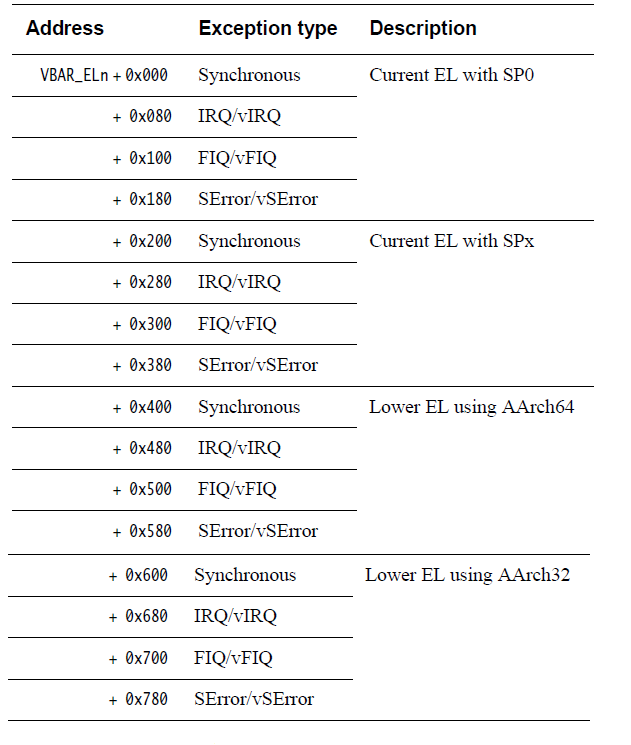 Address Exception type Description
VBAR_ELn + 0x000 Synchronous Current EL with SP0
+ 0x080 IRQ/vIRQ
+ 0x100 FIQ/vFIQ
+ 0x180 SError/vSError
+ 0x200 Synchronous Current EL with SPx
+ 0x280 IRQ/vIRQ
+ 0x300 FIQ/vFIQ
+ 0x380 SError/vSError
+ 0x400 Synchronous Lower EL using AArch64
+ 0x480 IRQ/vIRQ
+ 0x500 FIQ/vFIQ
+ 0x580 SError/vSError
+ 0x600 Synchronous Lower EL using AArch32
+ 0x680 IRQ/vIRQ
+ 0x700 FIQ/vFIQ
+ 0x780 SError/vSError